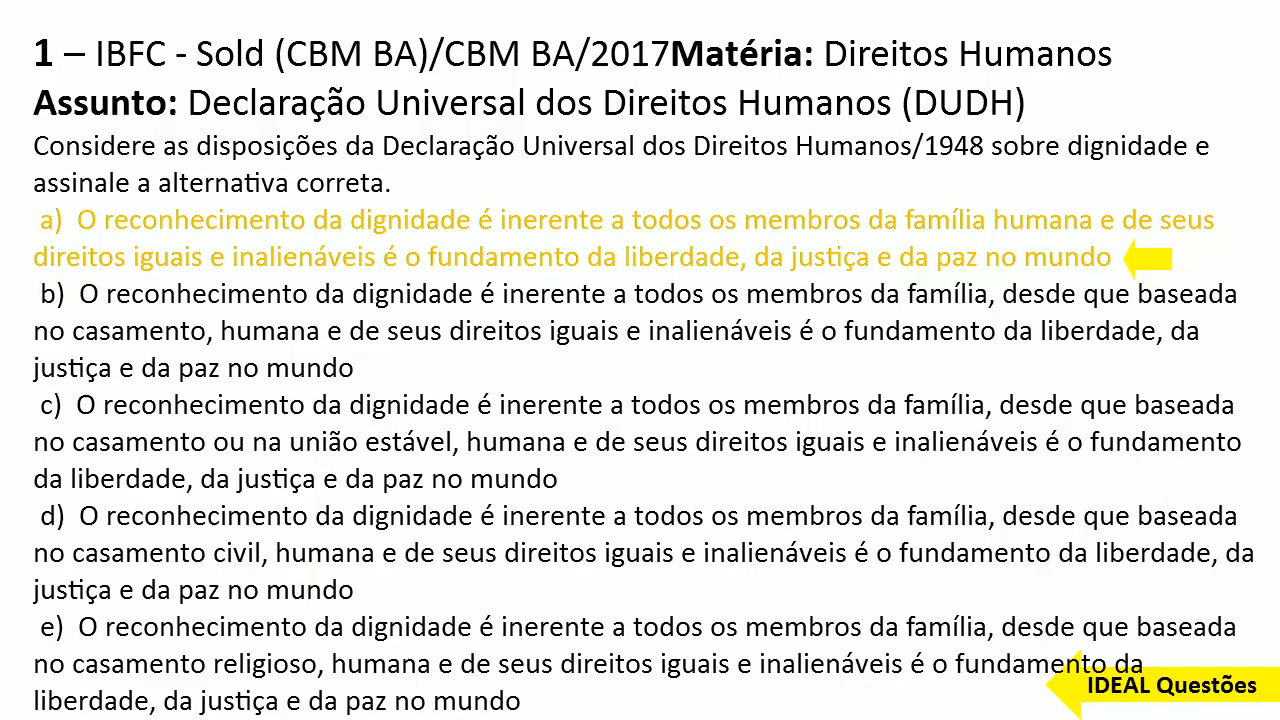 1 – IBFC - Sold (CBM BA)/CBM BA/2017Matéria: Direitos Humanos
Assunto: Declaração Universal dos Direitos Humanos (DUDH)
Considere as disposições da Declaração Universal dos Direitos Humanos/1948 sobre dignidade e
assinale a alternativa correta.
a) O reconhecimento da dignidade é inerente a todos os membros da família humana e de seus
direitos iguais e inalienáveis é o fundamento da liberdade, da justiça e da paz no mundo
b) O reconhecimento da dignidade é inerente a todos os membros da família, desde que baseada
no casamento, humana e de seus direitos iguais e inalienáveis é o fundamento da liberdade, da
justiça e da paz no mundo
c) O reconhecimento da dignidade é inerente a todos os membros da família, desde que baseada
no casamento ou na união estável, humana e de seus direitos iguais e inalienáveis é o fundamento
da liberdade, da justiça e da paz no mundo
d) O reconhecimento da dignidade é inerente a todos os membros da família, desde que baseada
no casamento civil, humana e de seus direitos iguais e inalienáveis é o fundamento da liberdade, da
justiça e da paz no mundo
e) O reconhecimento da dignidade é inerente a todos os membros da família, desde que baseada
no casamento religioso, humana e de seus direitos iguais e inalienáveis é o fundamento da
liberdade, da justiça e da paz no mundo
IDEAL Questões